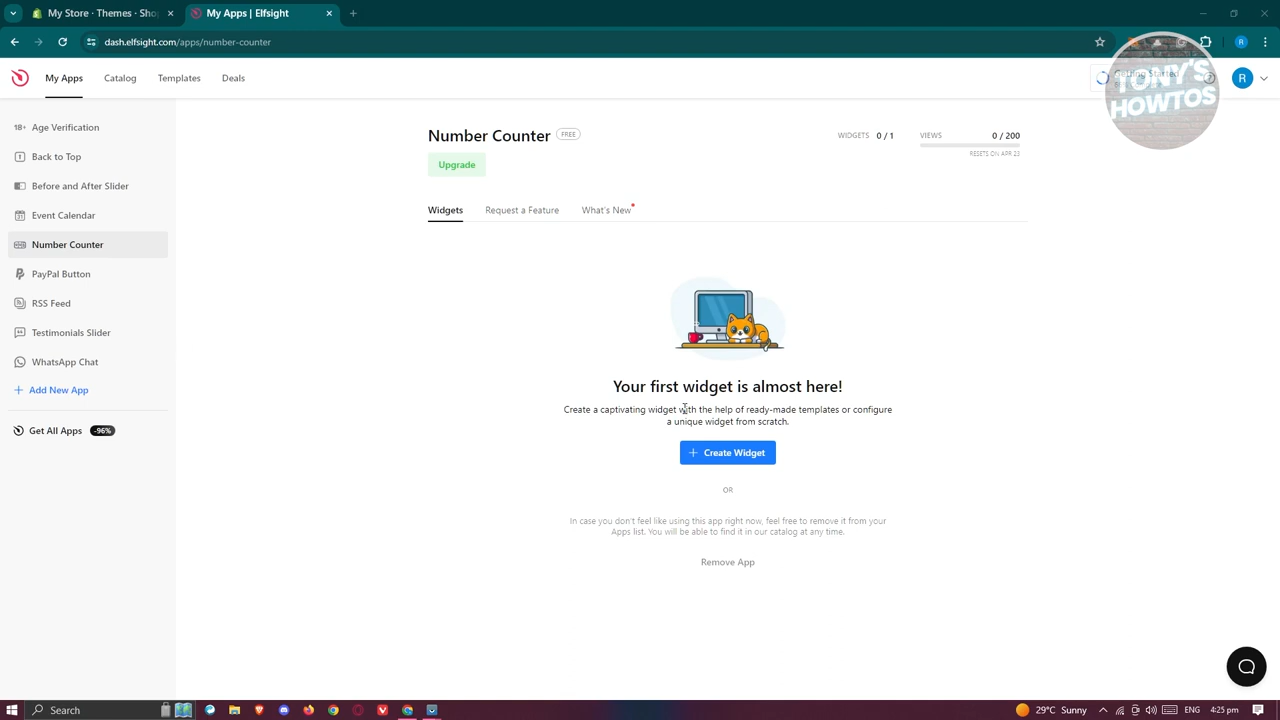 My Store · Themes · Sho
My Apps | Elfsight
dash.elfsight.com/apps/number-counter
R
My Apps
Catalog
Templates
Deals
Getting Started
R
TONY'S
HOWTOS
18+ Age Verification
Back to Top
Before and After Slider
Event Calendar
Number Counter
PayPal Button
RSS Feed
Testimonials Slider
WhatsApp Chat
+ Add New App
Get All Apps -96%
Number Counter FREE
WIDGETS 0 / 1
VIEWS 0 / 200
RESETS ON APR 23
Upgrade
Widgets
Request a Feature
What's New
Your first widget is almost here!
Create a captivating widget with the help of ready-made templates or configure
a unique widget from scratch.
+ Create Widget
OR
In case you don't feel like using this app right now, feel free to remove it from your
Apps list. You will be able to find it in our catalog at any time.
Remove App
Search
29°C Sunny
ENG
4:25 pm